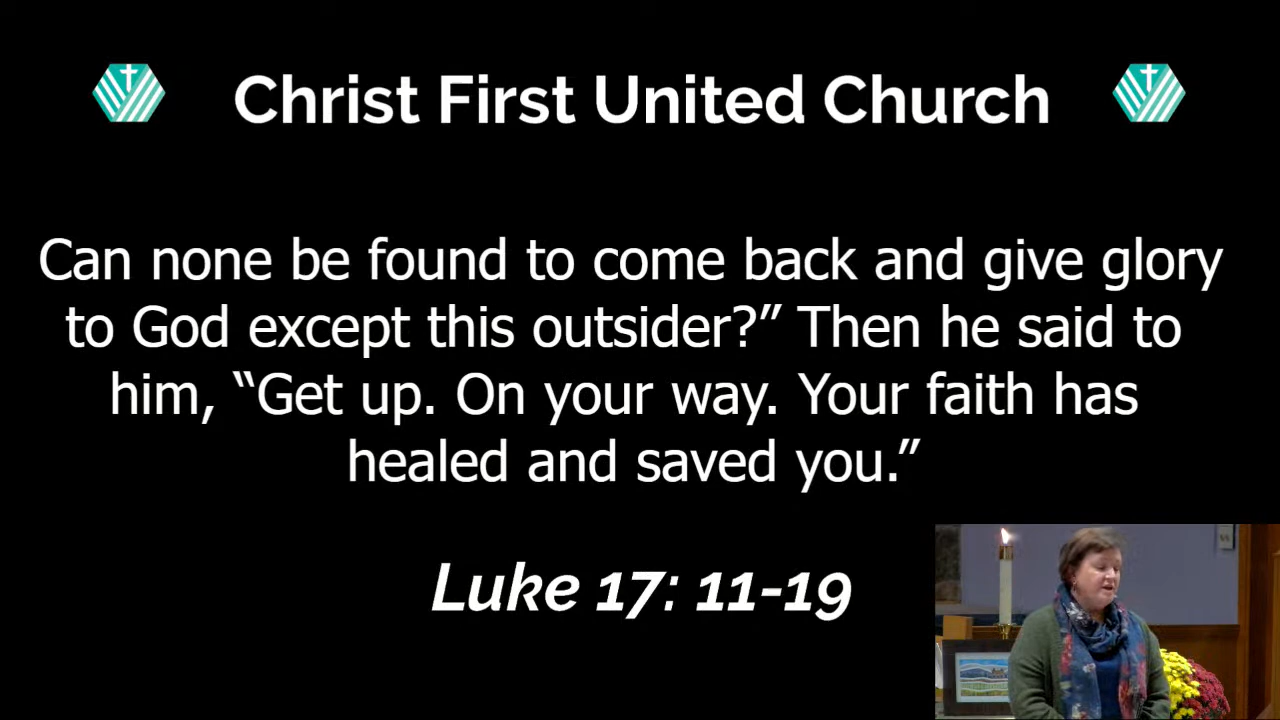 Christ First United Church
Can none be found to come back and give glory
to God except this outsider?” Then he said to
him, “Get up. On your way. Your faith has
healed and saved you.”
Luke 17: 11-19